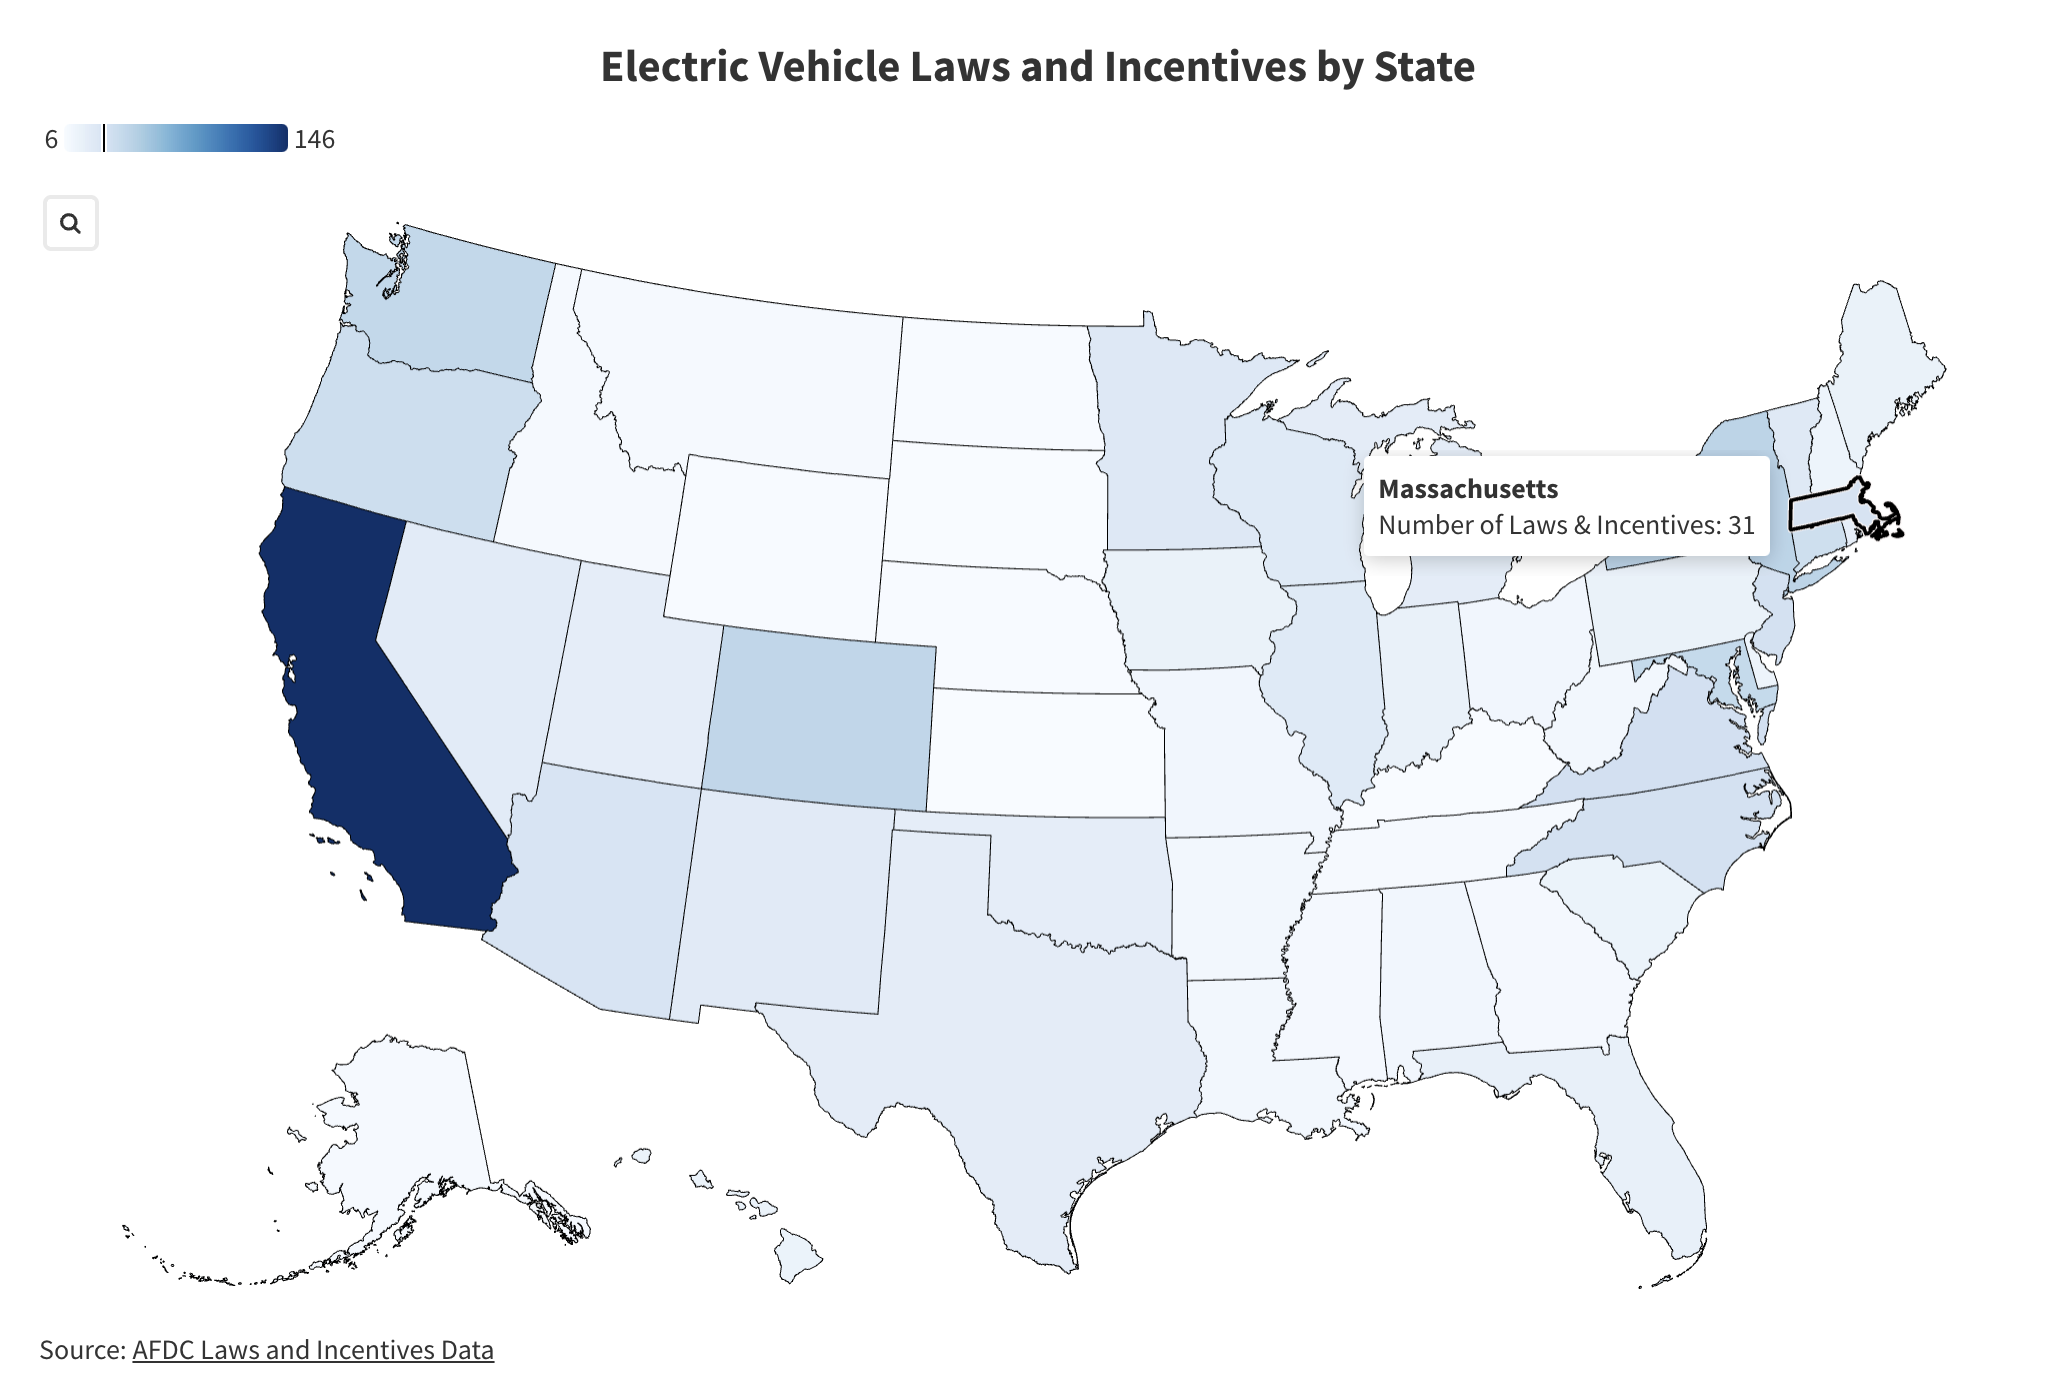 Electric Vehicle Laws and Incentives by State
6 146
Massachusetts
Number of Laws & Incentives: 31
Source: AFDC Laws and Incentives Data